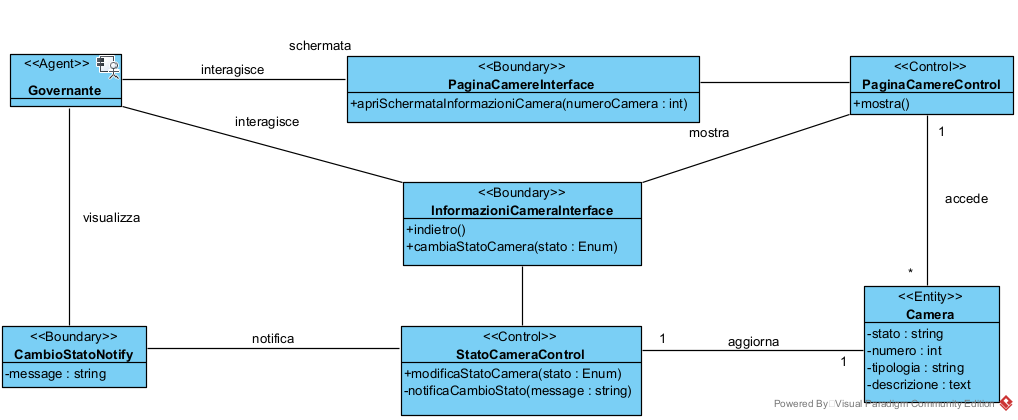 schermata
<<Agent>>
Governante
interagisce
<<Boundary>>
PaginaCamereInterface
+apriSchermataInformazioniCamera(numeroCamera : int)
<<Control>>
PaginaCamereControl
+mostra()
interagisce
mostra
1
accede
*
<<Boundary>>
InformazioniCameraInterface
+indietro()
+cambiaStatoCamera(stato : Enum)
visualizza
<<Boundary>>
CambioStatoNotify
-message : string
notifica
<<Control>>
StatoCameraControl
+modificaStatoCamera(stato : Enum)
-notificaCambioStato(message : string)
1
aggiorna
1
<<Entity>>
Camera
-stato : string
-numero : int
-tipologia : string
-descrizione : text
Powered By Visual Paradigm Community Edition